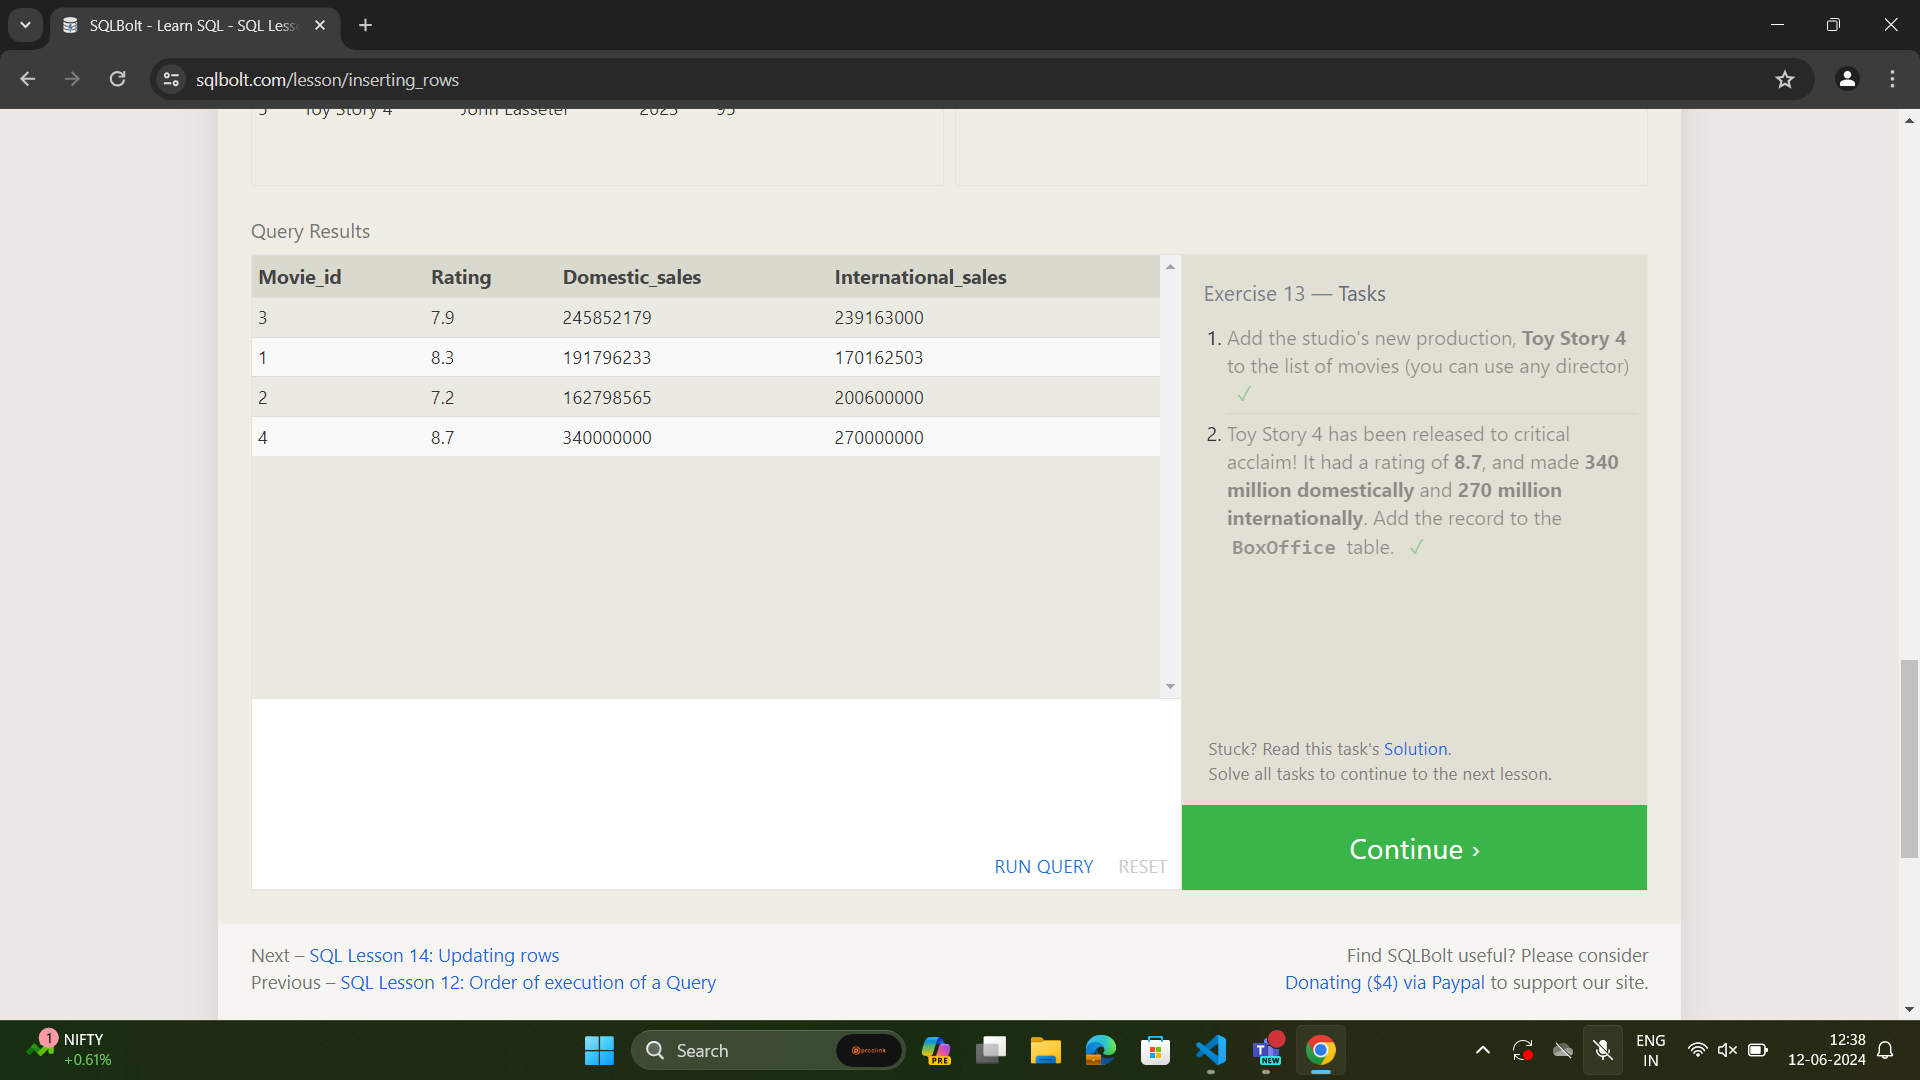 SQLBolt - Learn SQL - SQL Less
sqlbolt.com/lesson/inserting_rows
5 Toy Story 4 John Lasseter 2023 95
Query Results
Movie_id Rating Domestic_sales International_sales
3 7.9 245852179 239163000
1 8.3 191796233 170162503
2 7.2 162798565 200600000
4 8.7 340000000 270000000
Exercise 13 — Tasks
1. Add the studio's new production, Toy Story 4
to the list of movies (you can use any director)
✓
2. Toy Story 4 has been released to critical
acclaim! It had a rating of 8.7, and made 340
million domestically and 270 million
internationally. Add the record to the
BoxOffice table. ✓
Stuck? Read this task's Solution.
Solve all tasks to continue to the next lesson.
RUN QUERY RESET
Continue ›
Next – SQL Lesson 14: Updating rows
Previous – SQL Lesson 12: Order of execution of a Query
Find SQLBolt useful? Please consider
Donating ($4) via Paypal to support our site.
1
NIFTY
+0.61%
Search
proclink
PRE
NEW
ENG
IN
12:38
12-06-2024